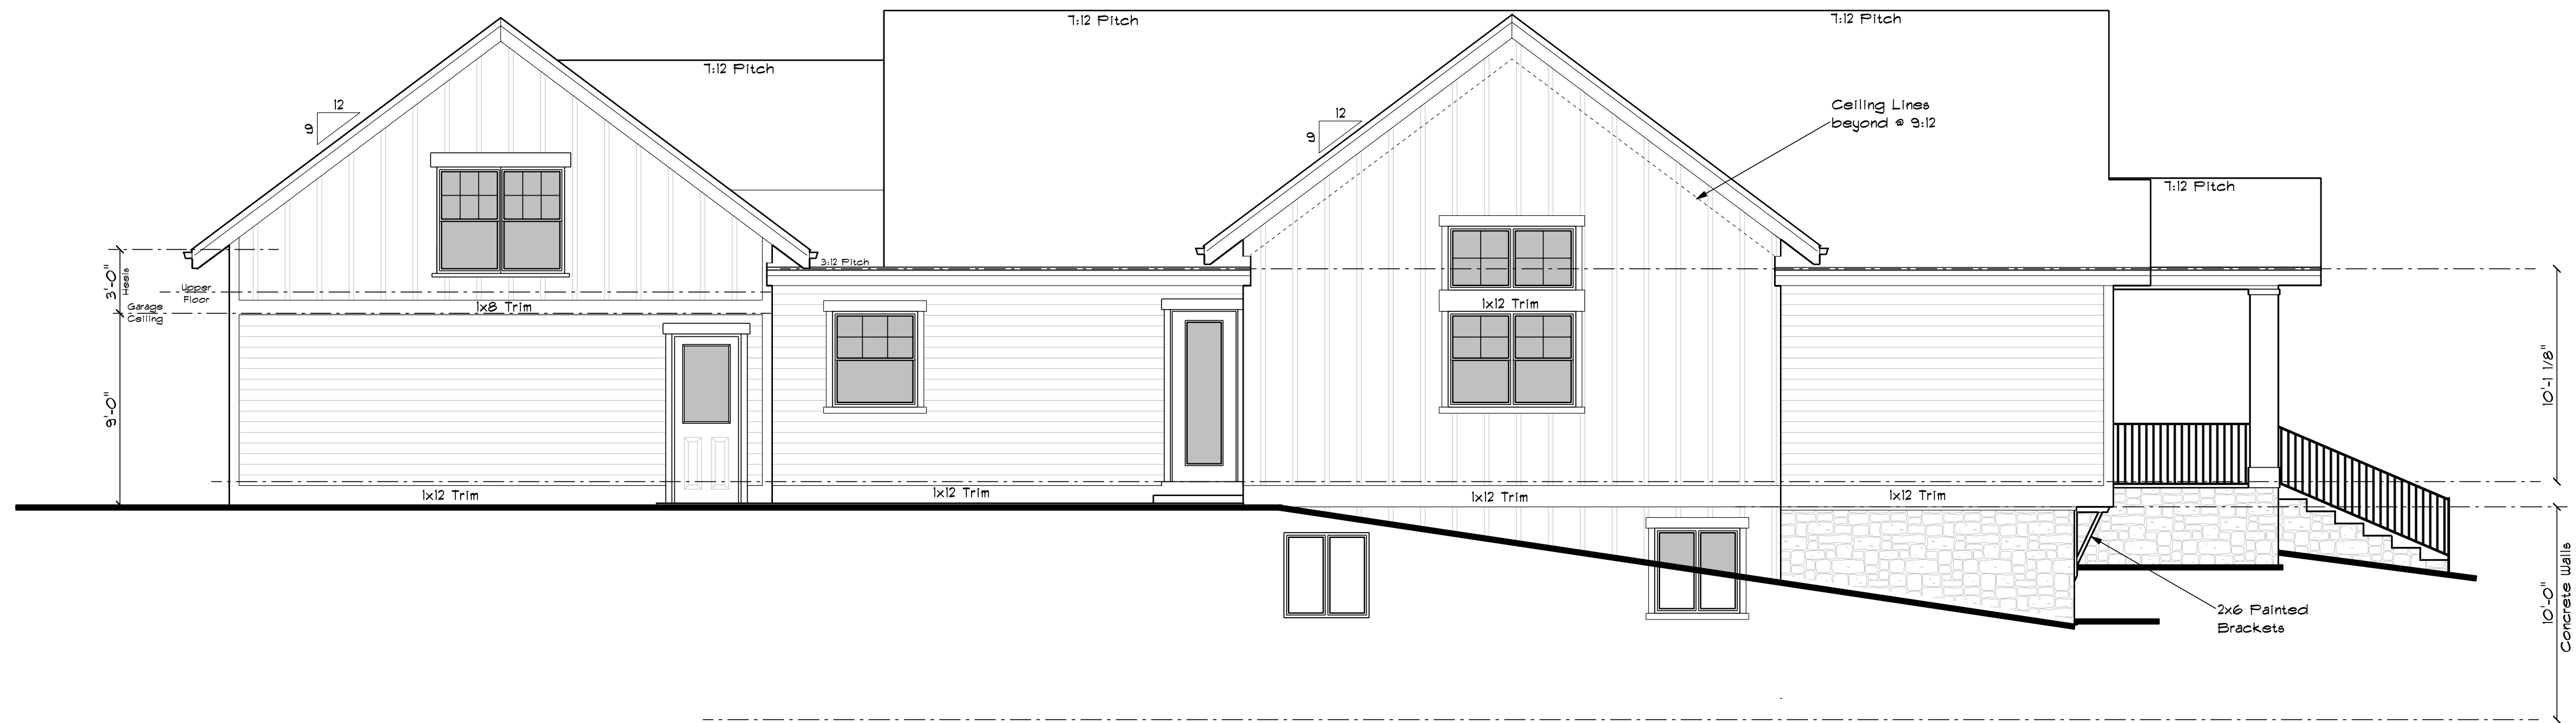 7:12 Pitch
7:12 Pitch
7:12 Pitch
12
9
12
9
Ceiling Lines
beyond @ 9:12
7:12 Pitch
3:12 Pitch
3'-0"
Heels
Upper
Floor
Garage
Ceiling
1x8 Trim
1x12 Trim
9'-0"
10'-1 1/8"
1x12 Trim
1x12 Trim
1x12 Trim
1x12 Trim
2x6 Painted
Brackets
10'-0"
Concrete Walls